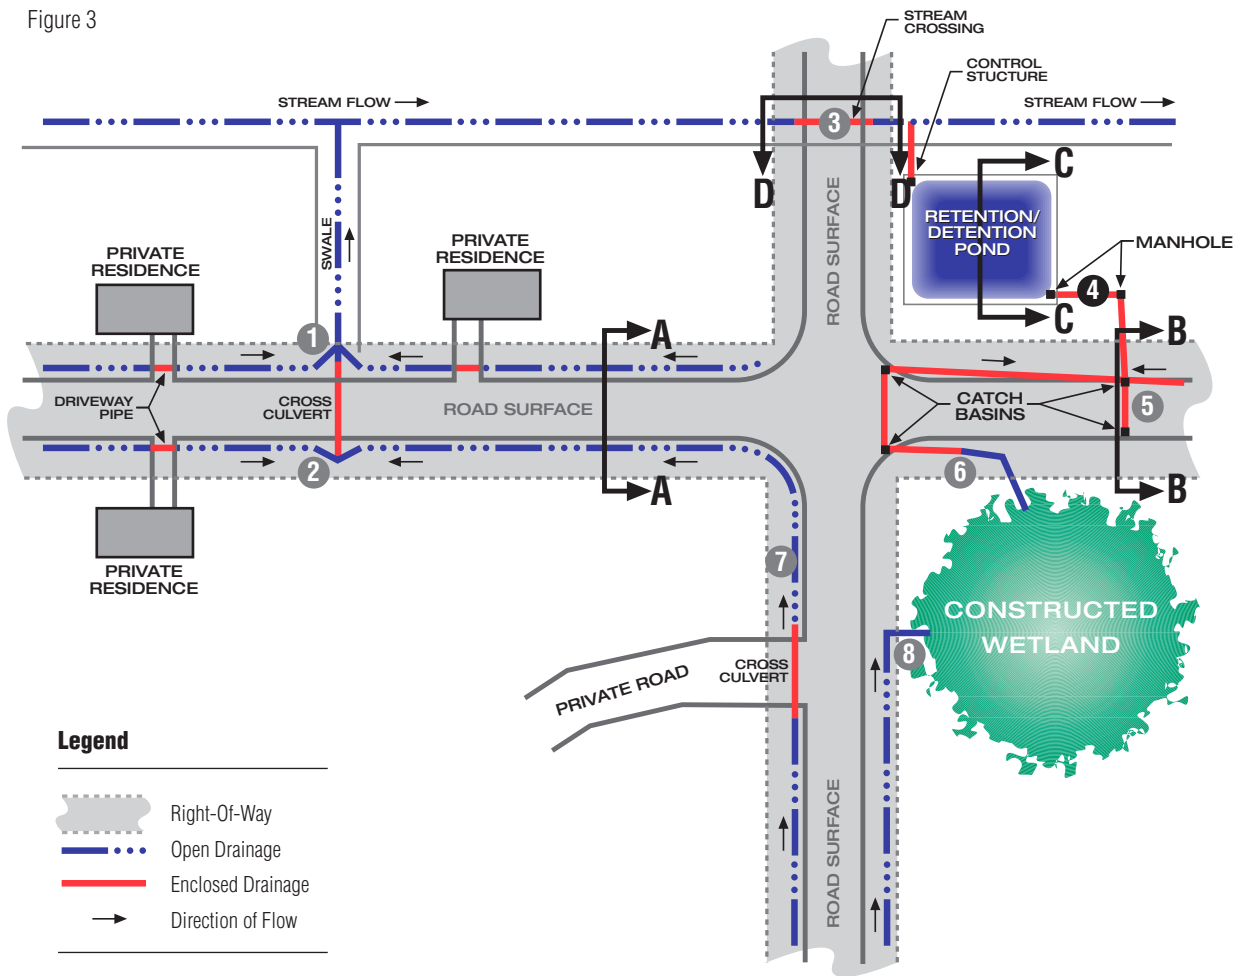 Figure 3
STREAM
CROSSING
CONTROL
STUCTURE
STREAM FLOW
STREAM FLOW
3
D
D
C
C
RETENTION/
DETENTION
POND
MANHOLE
4
SWALE
ROAD SURFACE
PRIVATE
RESIDENCE
PRIVATE
RESIDENCE
1
A
B
DRIVEWAY
PIPE
CROSS
CULVERT
ROAD SURFACE
CATCH
BASINS
5
2
6
A
B
PRIVATE
RESIDENCE
7
CONSTRUCTED
WETLAND
8
PRIVATE ROAD
CROSS
CULVERT
ROAD SURFACE
Legend
Right-Of-Way
Open Drainage
Enclosed Drainage
Direction of Flow